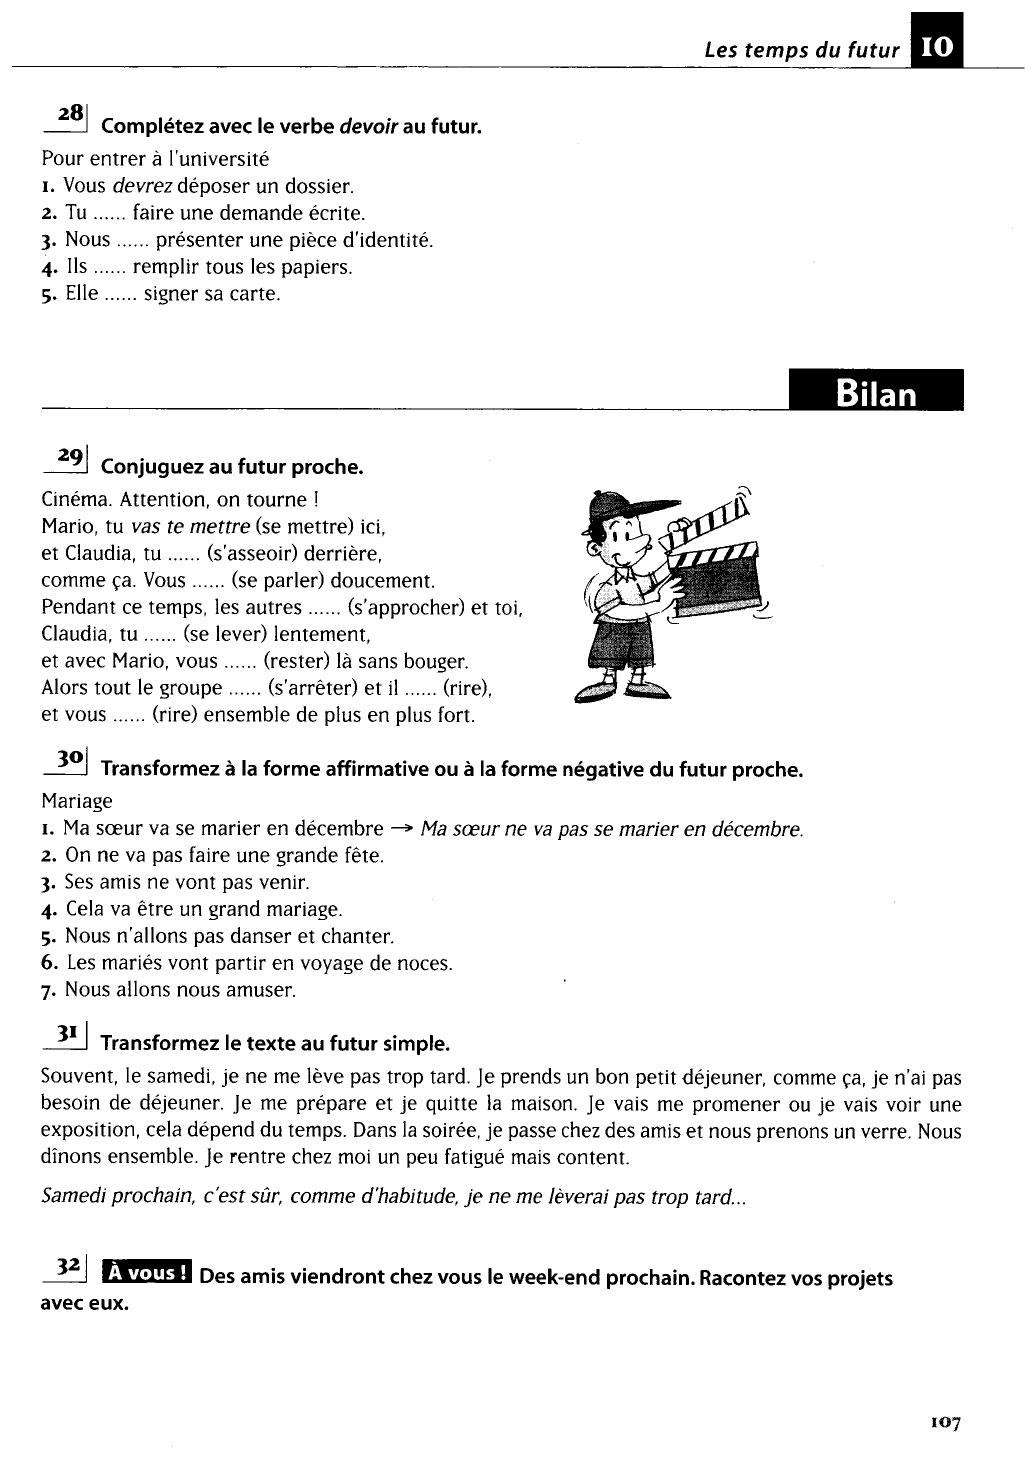 Les temps du futur 10
28 Complétez avec le verbe devoir au futur.
Pour entrer à l'université
1. Vous devrez déposer un dossier.
2. Tu ...... faire une demande écrite.
3. Nous ...... présenter une pièce d'identité.
4. Ils ...... remplir tous les papiers.
5. Elle ...... signer sa carte.
Bilan
29 Conjuguez au futur proche.
Cinéma. Attention, on tourne !
Mario, tu vas te mettre (se mettre) ici,
et Claudia, tu ...... (s'asseoir) derrière,
comme ça. Vous ...... (se parler) doucement.
Pendant ce temps, les autres ...... (s'approcher) et toi,
Claudia, tu ...... (se lever) lentement,
et avec Mario, vous ...... (rester) là sans bouger.
Alors tout le groupe ...... (s'arrêter) et il ...... (rire),
et vous ...... (rire) ensemble de plus en plus fort.
30 Transformez à la forme affirmative ou à la forme négative du futur proche.
Mariage
1. Ma sœur va se marier en décembre → Ma sœur ne va pas se marier en décembre.
2. On ne va pas faire une grande fête.
3. Ses amis ne vont pas venir.
4. Cela va être un grand mariage.
5. Nous n'allons pas danser et chanter.
6. Les mariés vont partir en voyage de noces.
7. Nous allons nous amuser.
31 Transformez le texte au futur simple.
Souvent, le samedi, je ne me lève pas trop tard. Je prends un bon petit déjeuner, comme ça, je n'ai pas
besoin de déjeuner. Je me prépare et je quitte la maison. Je vais me promener ou je vais voir une
exposition, cela dépend du temps. Dans la soirée, je passe chez des amis et nous prenons un verre. Nous
dînons ensemble. Je rentre chez moi un peu fatigué mais content.
Samedi prochain, c'est sûr, comme d'habitude, je ne me lèverai pas trop tard...
32 À vous ! Des amis viendront chez vous le week-end prochain. Racontez vos projets
avec eux.
107